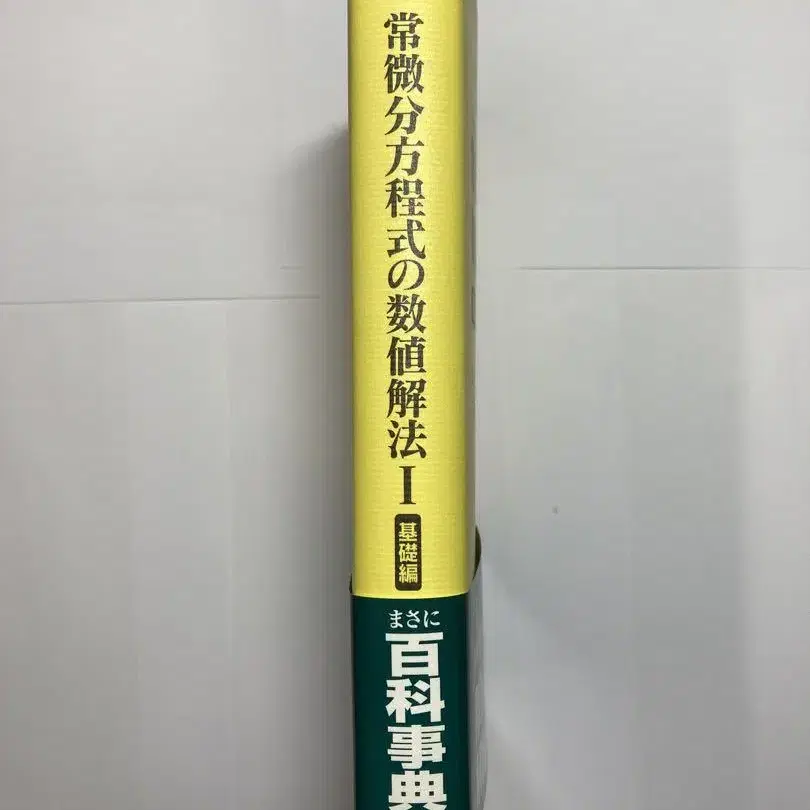 常微分方程式の数値解法 I
基礎編
まさに
百科事典